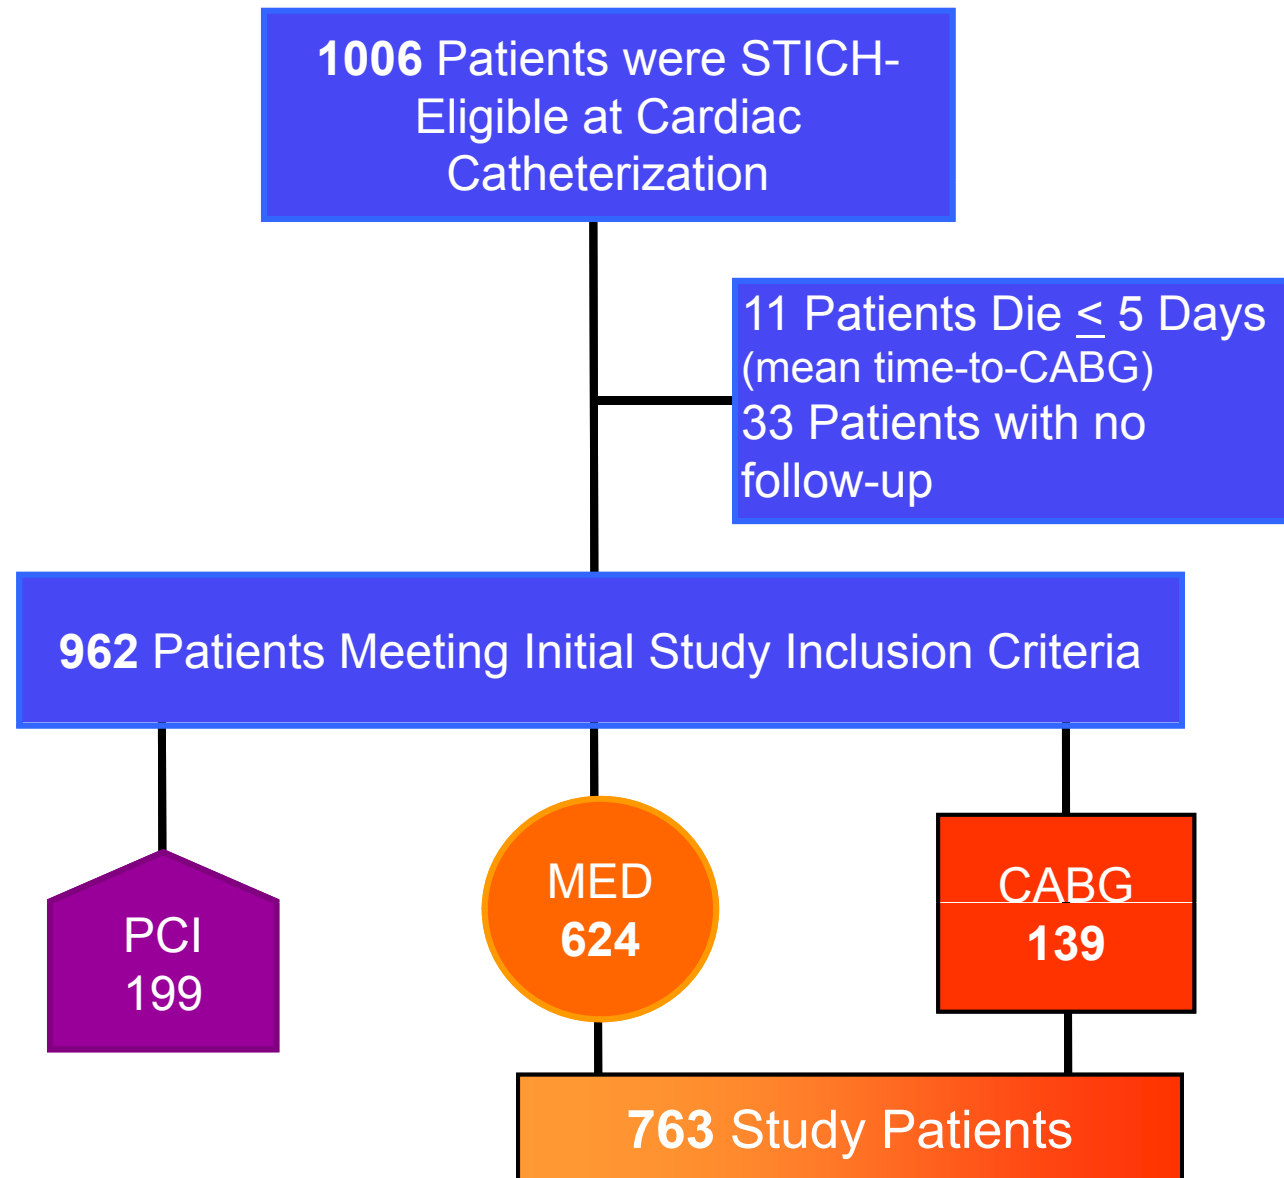 1006 Patients were STICH-
Eligible at Cardiac
Catheterization
11 Patients Die ≤ 5 Days
(mean time-to-CABG)
33 Patients with no
follow-up
962 Patients Meeting Initial Study Inclusion Criteria
PCI
199
MED
624
CABG
139
763 Study Patients